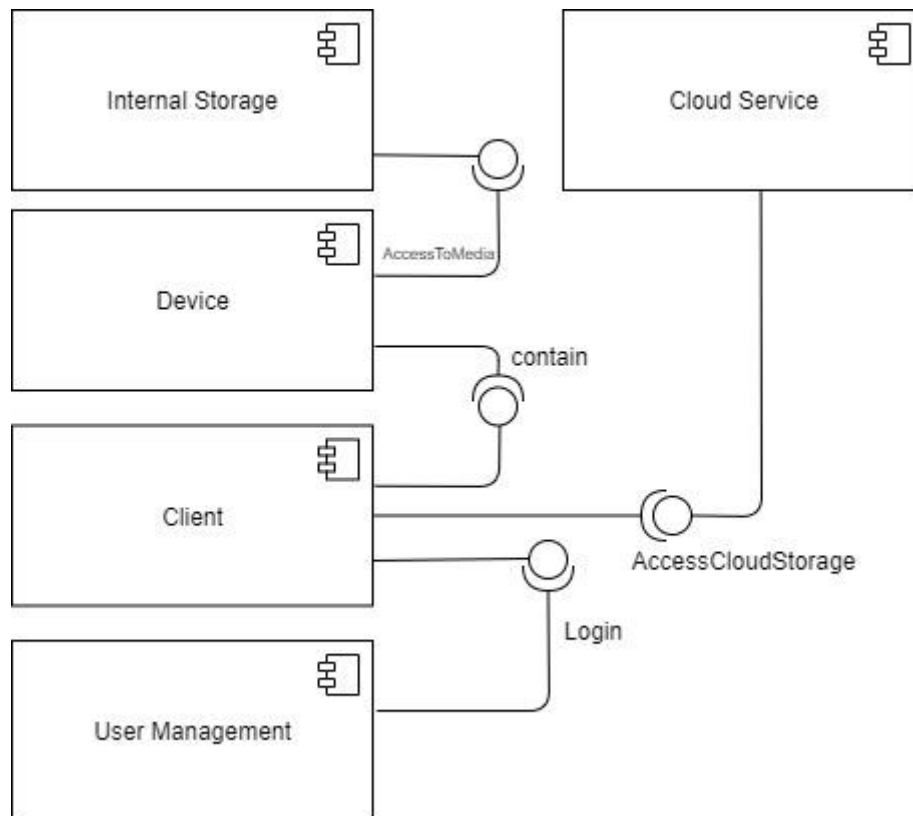 Internal Storage
Cloud Service
AccessToMedia
Device
contain
Client
AccessCloudStorage
Login
User Management